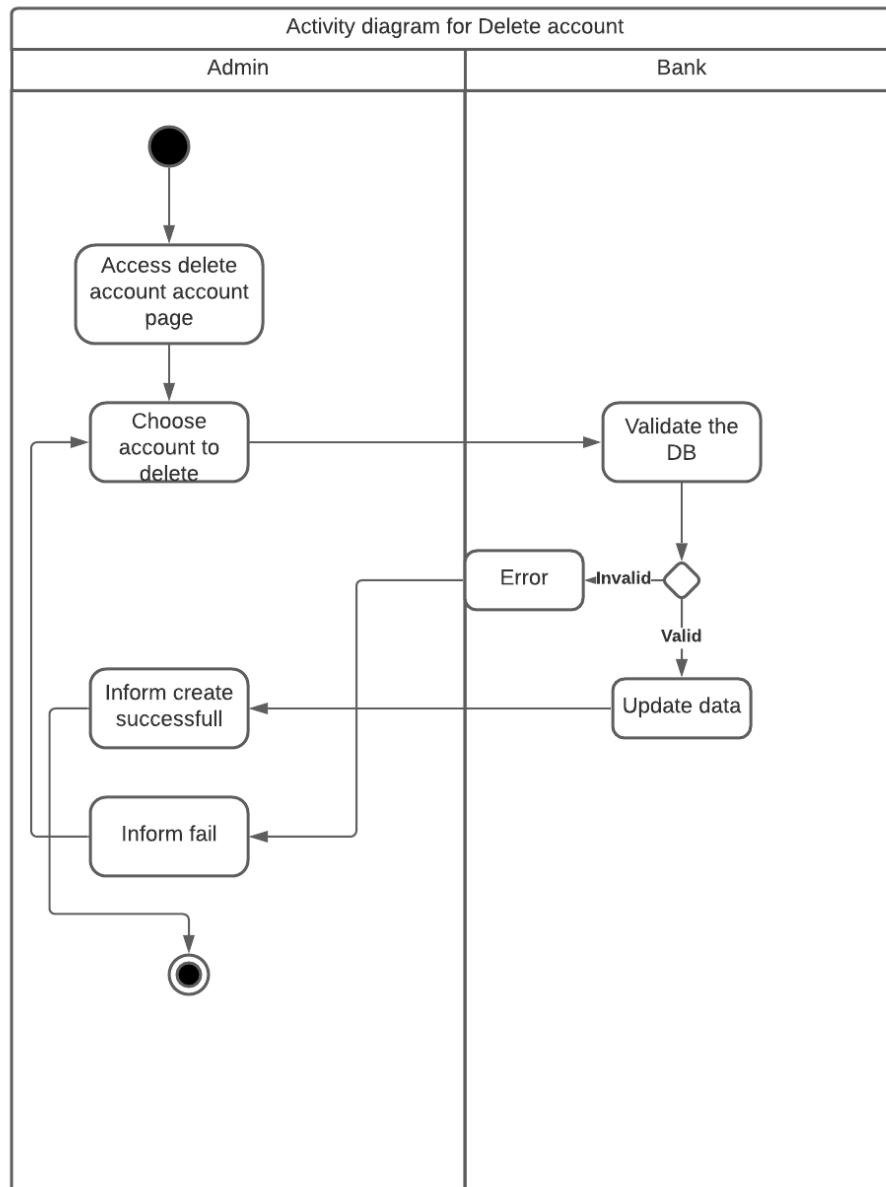 Activity diagram for Delete account
Admin
Bank
Access delete
account account
page
Choose
account to
delete
Validate the
DB
Error
Invalid
Valid
Inform create
successfull
Update data
Inform fail